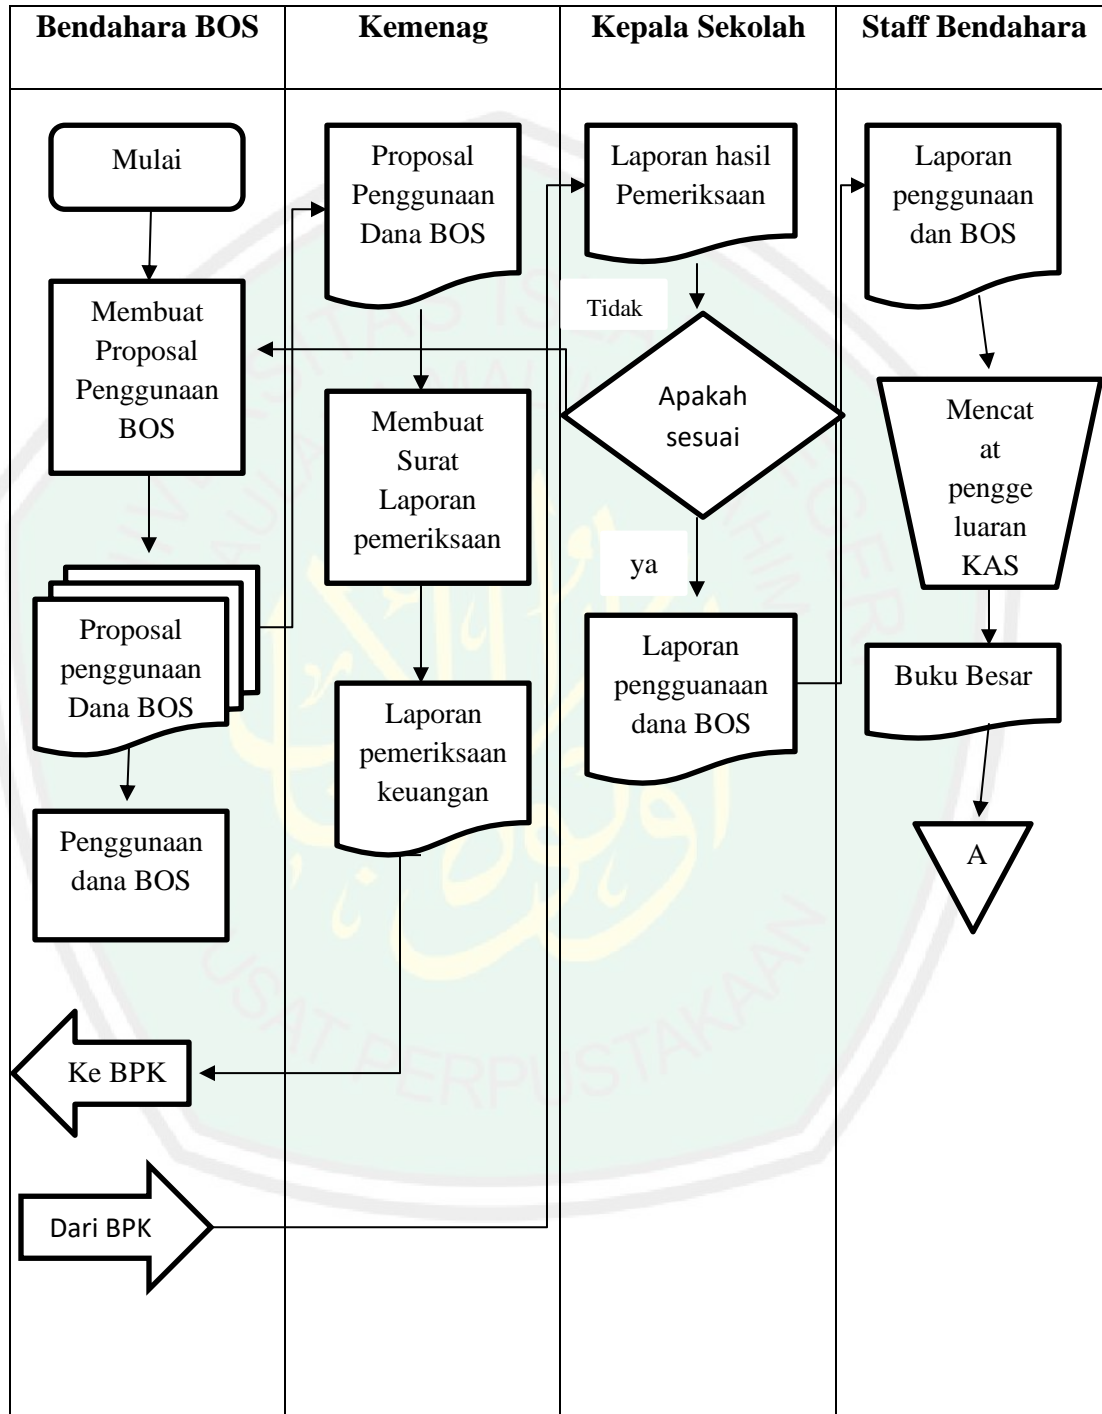 Bendahara BOS
Kemenag
Kepala Sekolah
Staff Bendahara
Mulai
Membuat
Proposal
Penggunaan
BOS
Proposal
penggunaan
Dana BOS
Penggunaan
dana BOS
Ke BPK
Dari BPK
Proposal
Penggunaan
Dana BOS
Membuat
Surat
Laporan
pemeriksaan
Laporan
pemeriksaan
keuangan
Laporan hasil
Pemeriksaan
Tidak
Apakah
sesuai
ya
Laporan
pengguanaan
dana BOS
Laporan
penggunaan
dan BOS
Mencat
at
pengge
luaran
KAS
Buku Besar
A
PUSAT PERPUSTAKAAN